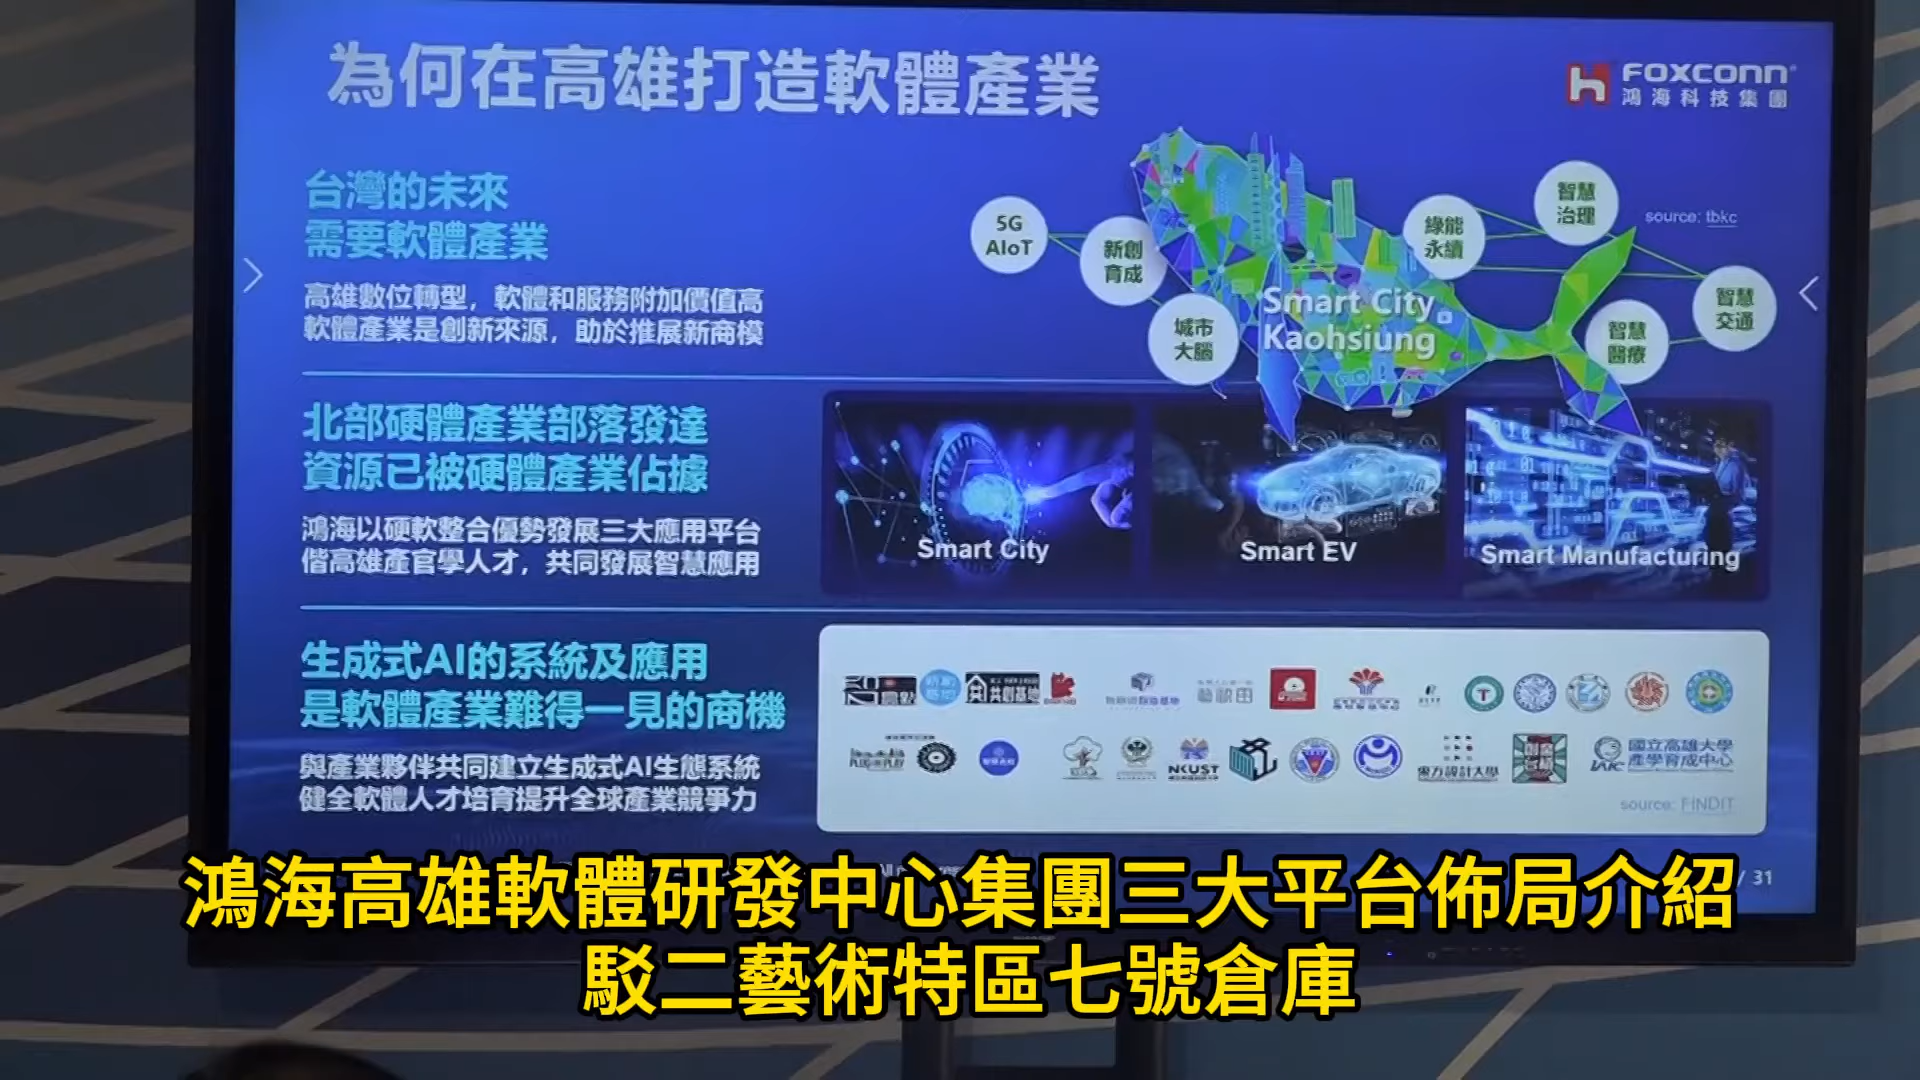 為何在高雄打造軟體產業
FOXCONN
鴻海科技集團
台灣的未來
需要軟體產業
高雄數位轉型，軟體和服務附加價值高
軟體產業是創新來源，助於推展新商模
5G
AIoT
新創
育成
城市
大腦
Smart City
Kaohsiung
綠能
永續
智慧
治理
智慧
醫療
智慧
交通
source: tbkc
北部硬體產業部落發達
資源已被硬體產業佔據
鴻海以硬軟整合優勢發展三大應用平台
偕高雄產官學人才，共同發展智慧應用
Smart City
Smart EV
Smart Manufacturing
生成式AI的系統及應用
是軟體產業難得一見的商機
與產業夥伴共同建立生成式AI生態系統
健全軟體人才培育提升全球產業競爭力
共創基地
NKUST
東方設計大學
國立高雄大學
產學育成中心
source: FINDIT
/ 31
鴻海高雄軟體研發中心集團三大平台佈局介紹
駁二藝術特區七號倉庫